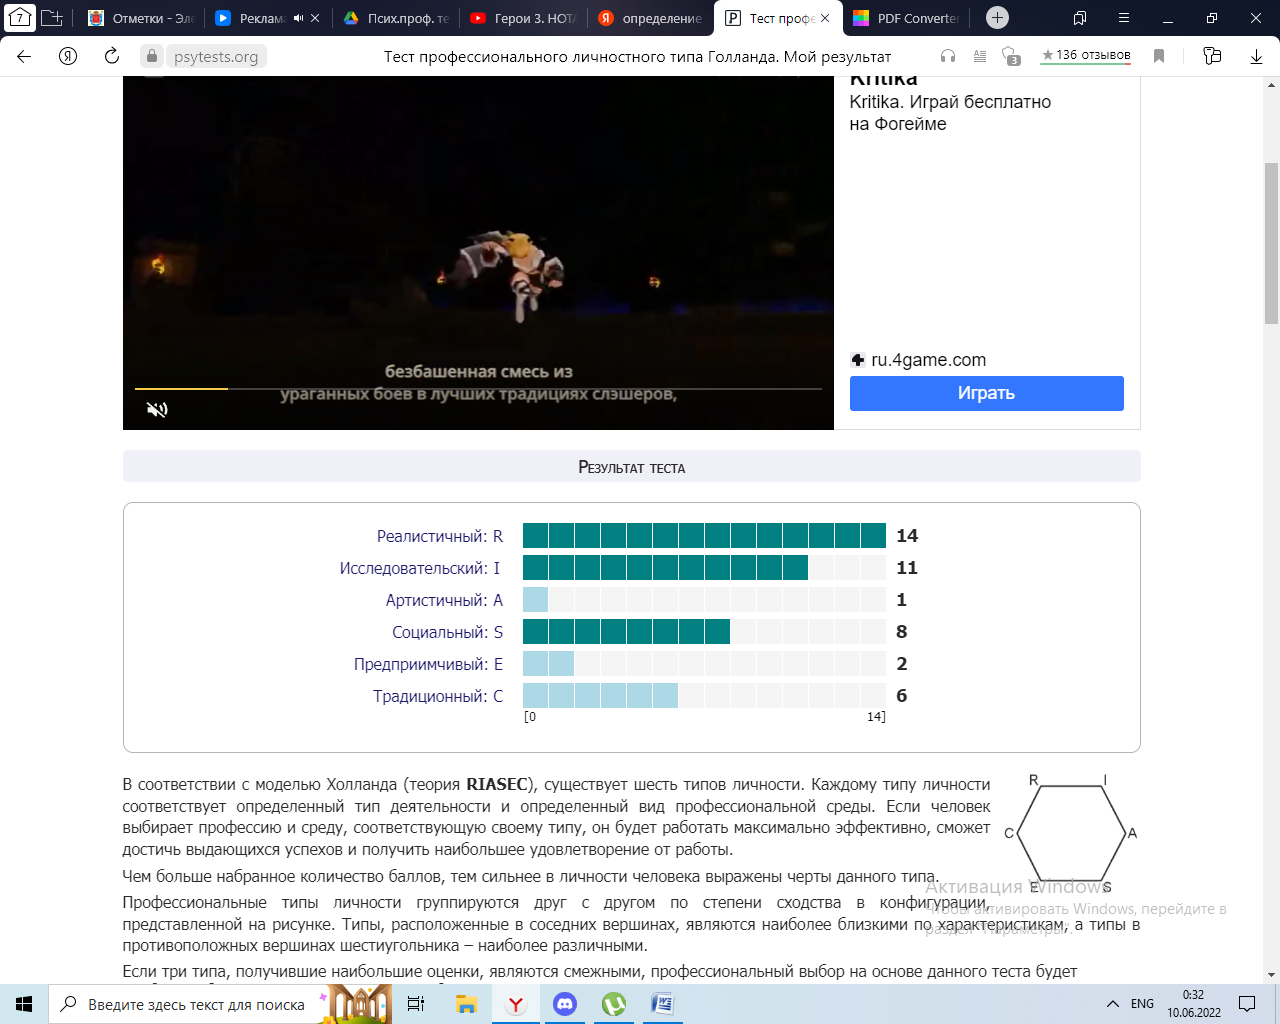 7
Отметки - Эле
Реклама
Псих.проф. те
Герои 3. НОТА
определение
Тест профе
PDF Converter
psytests.org
Тест профессионального личностного типа Голланда. Мой результат
3
★136 отзывов
Kritika
Kritika. Играй бесплатно
на Фогейме
безбашенная смесь из
ураганных боев в лучших традициях слэшеров,
ru.4game.com
Играть
Результат теста
Реалистичный: R 14
Исследовательский: I 11
Артистичный: A 1
Социальный: S 8
Предприимчивый: E 2
Традиционный: C 6
[0 14]
В соответствии с моделью Холланда (теория RIASEC), существует шесть типов личности. Каждому типу личности
соответствует определенный тип деятельности и определенный вид профессиональной среды. Если человек
выбирает профессию и среду, соответствующую своему типу, он будет работать максимально эффективно, сможет
достичь выдающихся успехов и получить наибольшее удовлетворение от работы.
R I
C A
E S
Чем больше набранное количество баллов, тем сильнее в личности человека выражены черты данного типа.
Профессиональные типы личности группируются друг с другом по степени сходства в конфигурации,
представленной на рисунке. Типы, расположенные в соседних вершинах, являются наиболее близкими по характеристикам, а типы в
противоположных вершинах шестиугольника – наиболее различными.
Если три типа, получившие наибольшие оценки, являются смежными, профессиональный выбор на основе данного теста будет
Активация Windows
Чтобы активировать Windows, перейдите в
раздел "Параметры".
Введите здесь текст для поиска
ENG
0:32
10.06.2022